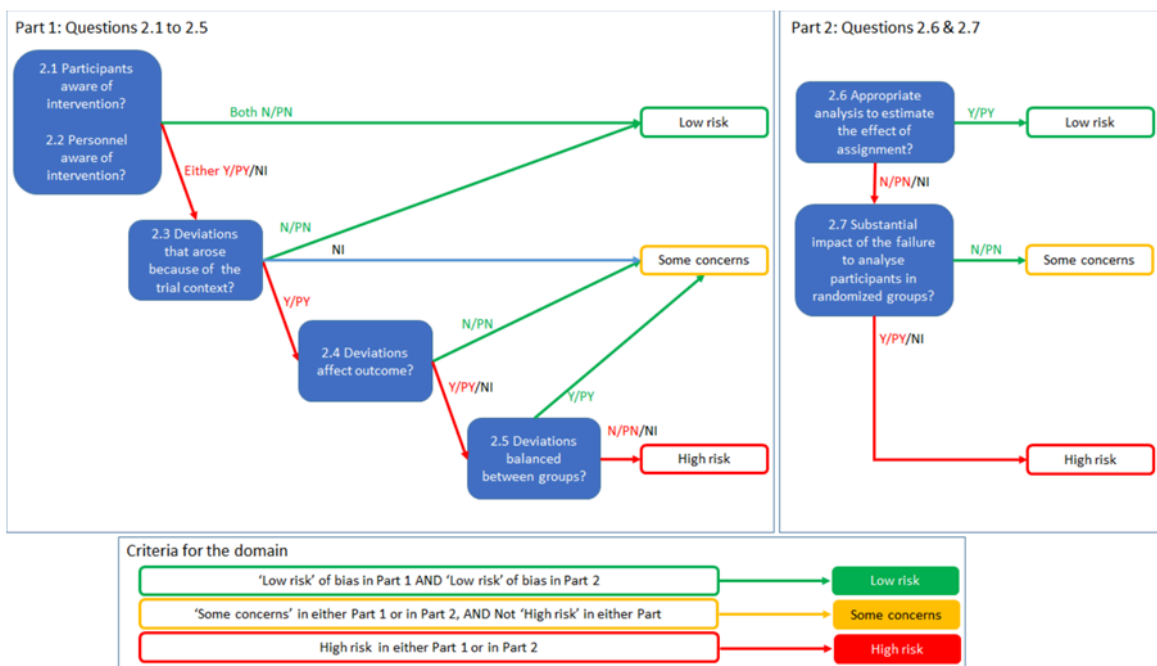 Part 1: Questions 2.1 to 2.5
2.1 Participants
aware of
intervention?
2.2 Personnel
aware of
intervention?
Both N/PN
Low risk
Either Y/PY/NI
2.3 Deviations
that arose
because of the
trial context?
N/PN
NI
Some concerns
Y/PY
2.4 Deviations
affect outcome?
N/PN
Y/PY/NI
Y/PY
2.5 Deviations
balanced
between groups?
N/PN/NI
High risk
Part 2: Questions 2.6 & 2.7
2.6 Appropriate
analysis to estimate
the effect of
assignment?
Y/PY
Low risk
N/PN/NI
2.7 Substantial
impact of the failure
to analyse
participants in
randomized groups?
N/PN
Some concerns
Y/PY/NI
High risk
Criteria for the domain
‘Low risk’ of bias in Part 1 AND ‘Low risk’ of bias in Part 2
Low risk
‘Some concerns’ in either Part 1 or in Part 2, AND Not ‘High risk’ in either Part
Some concerns
High risk in either Part 1 or in Part 2
High risk